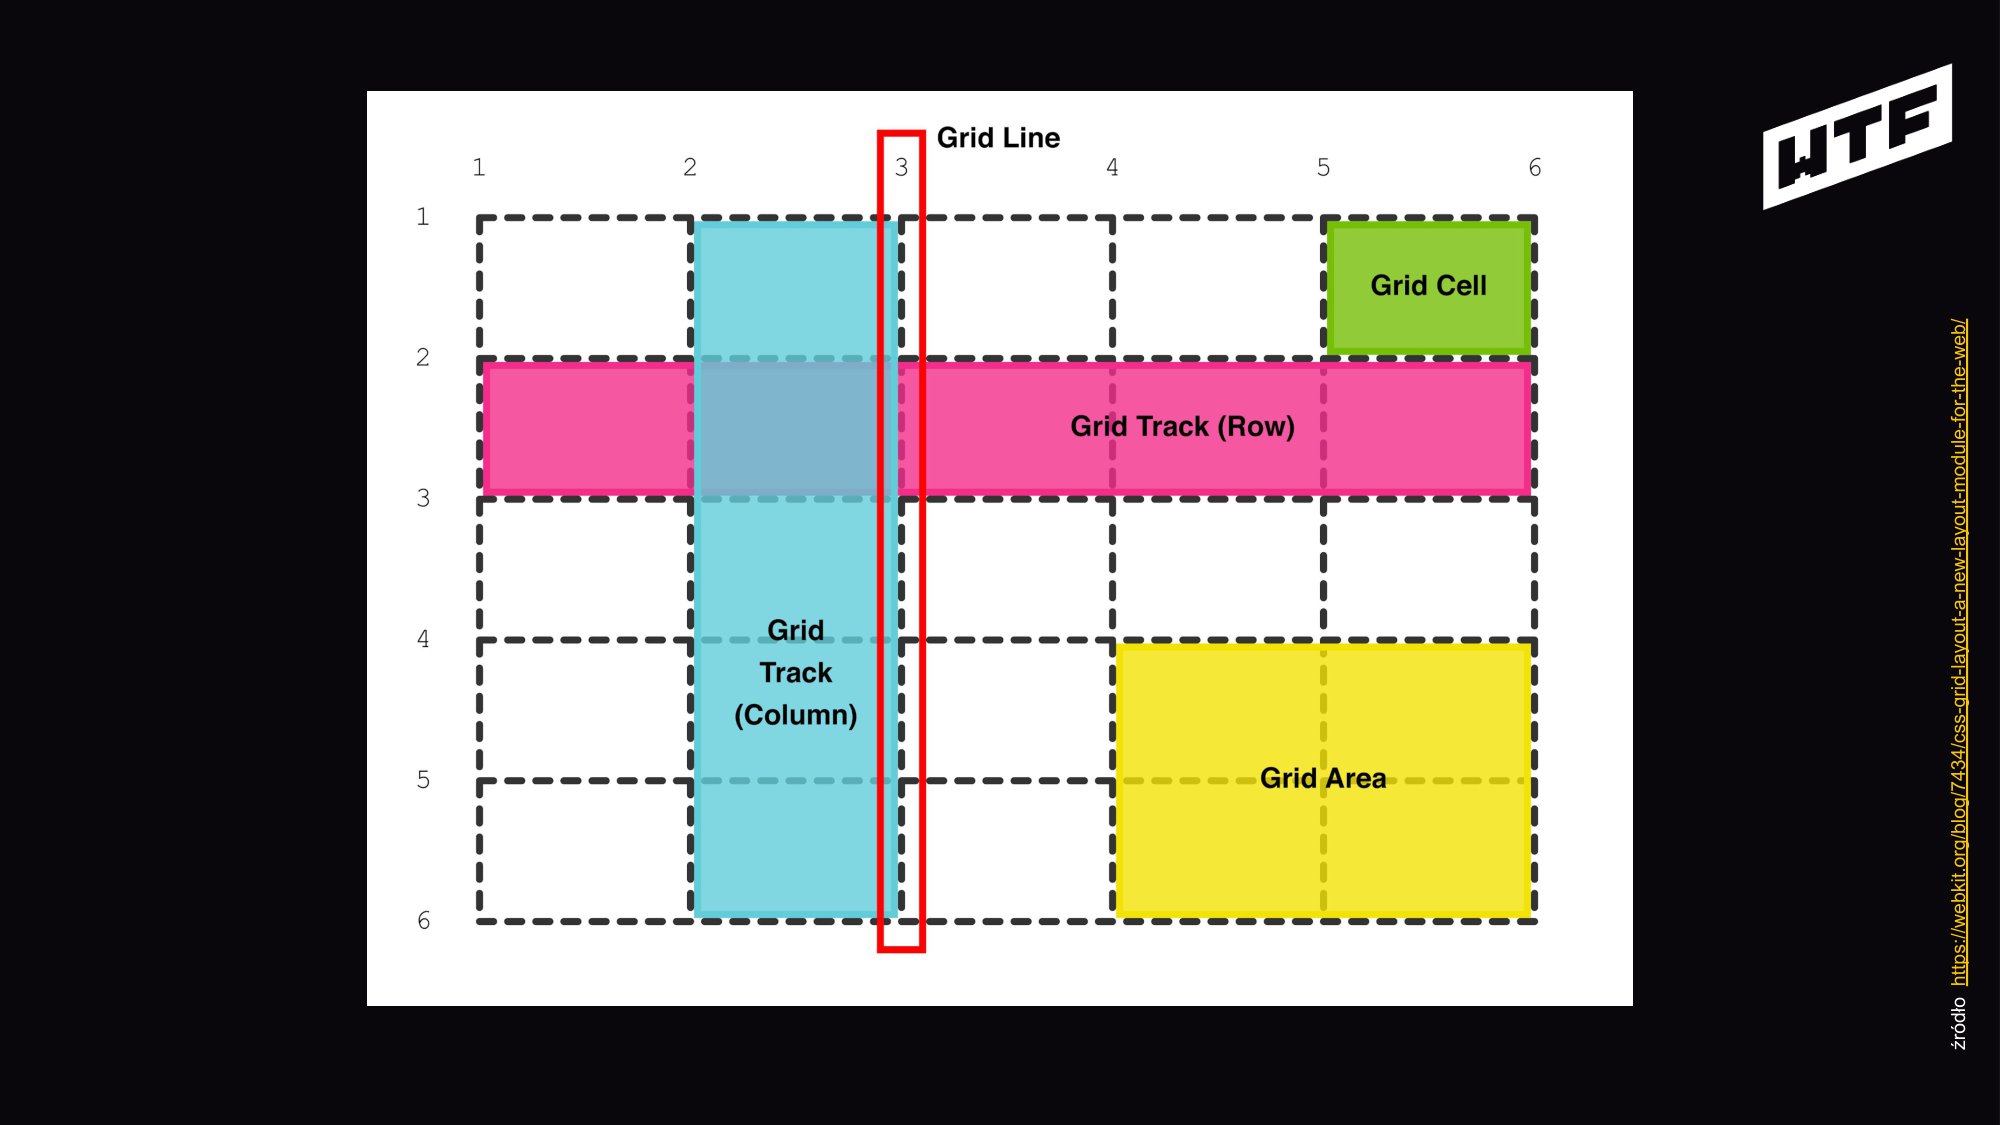 WTF
Grid Line
1 2 3 4 5 6
1
Grid Cell
2
Grid Track (Row)
3
4
Grid
Track
(Column)
5
Grid Area
6
źródło https://webkit.org/blog/7434/css-grid-layout-a-new-layout-module-for-the-web/